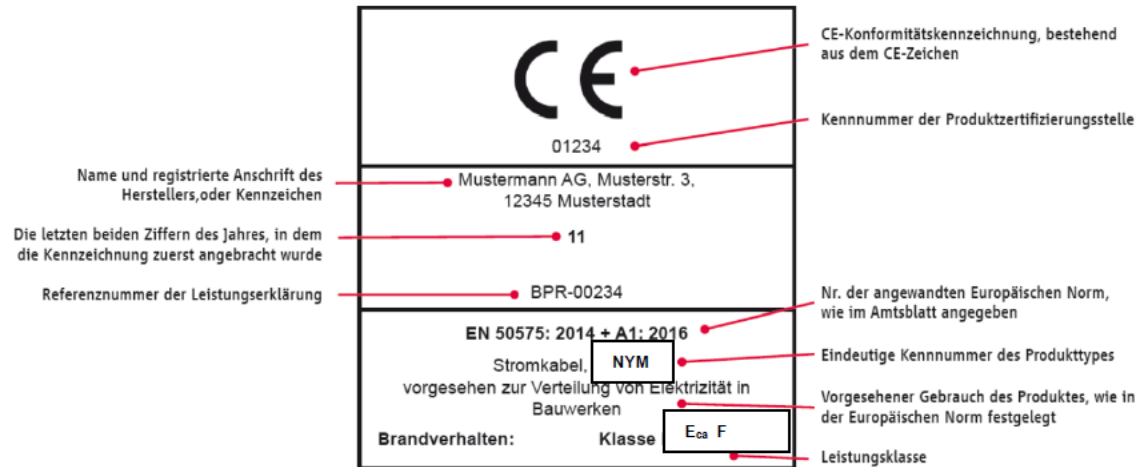 CE
01234
CE-Konformitätskennzeichnung, bestehend
aus dem CE-Zeichen
Kennnummer der Produktzertifizierungsstelle
Name und registrierte Anschrift des
Herstellers,oder Kennzeichen
Mustermann AG, Musterstr. 3,
12345 Musterstadt
Die letzten beiden Ziffern des Jahres, in dem
die Kennzeichnung zuerst angebracht wurde
11
Referenznummer der Leistungserklärung
BPR-00234
EN 50575: 2014 + A1: 2016
Nr. der angewandten Europäischen Norm,
wie im Amtsblatt angegeben
Stromkabel, NYM
Eindeutige Kennnummer des Produkttypes
vorgesehen zur Verteilung von Elektrizität in
Bauwerken
Vorgesehener Gebrauch des Produktes, wie in
der Europäischen Norm festgelegt
Brandverhalten: Klasse Eca F
Leistungsklasse